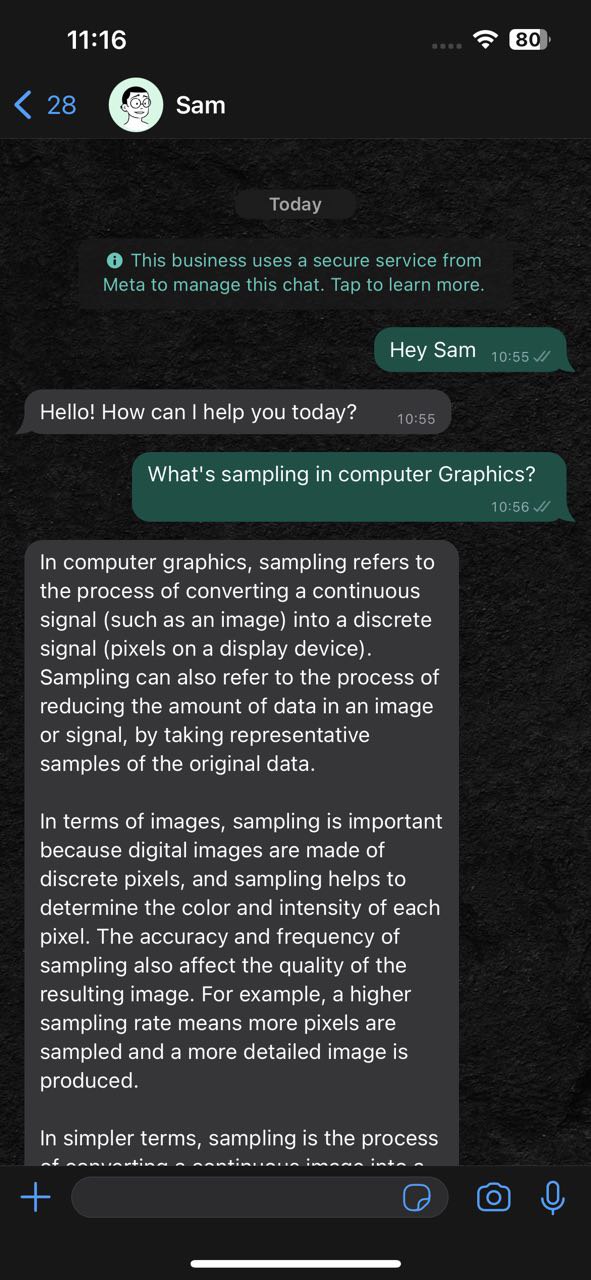 11:16
80
28
Sam
Today
This business uses a secure service from
Meta to manage this chat. Tap to learn more.
Hey Sam 10:55
Hello! How can I help you today? 10:55
What's sampling in computer Graphics?
10:56
In computer graphics, sampling refers to
the process of converting a continuous
signal (such as an image) into a discrete
signal (pixels on a display device).
Sampling can also refer to the process of
reducing the amount of data in an image
or signal, by taking representative
samples of the original data.
In terms of images, sampling is important
because digital images are made of
discrete pixels, and sampling helps to
determine the color and intensity of each
pixel. The accuracy and frequency of
sampling also affect the quality of the
resulting image. For example, a higher
sampling rate means more pixels are
sampled and a more detailed image is
produced.
In simpler terms, sampling is the process
of converting a continuous image into a